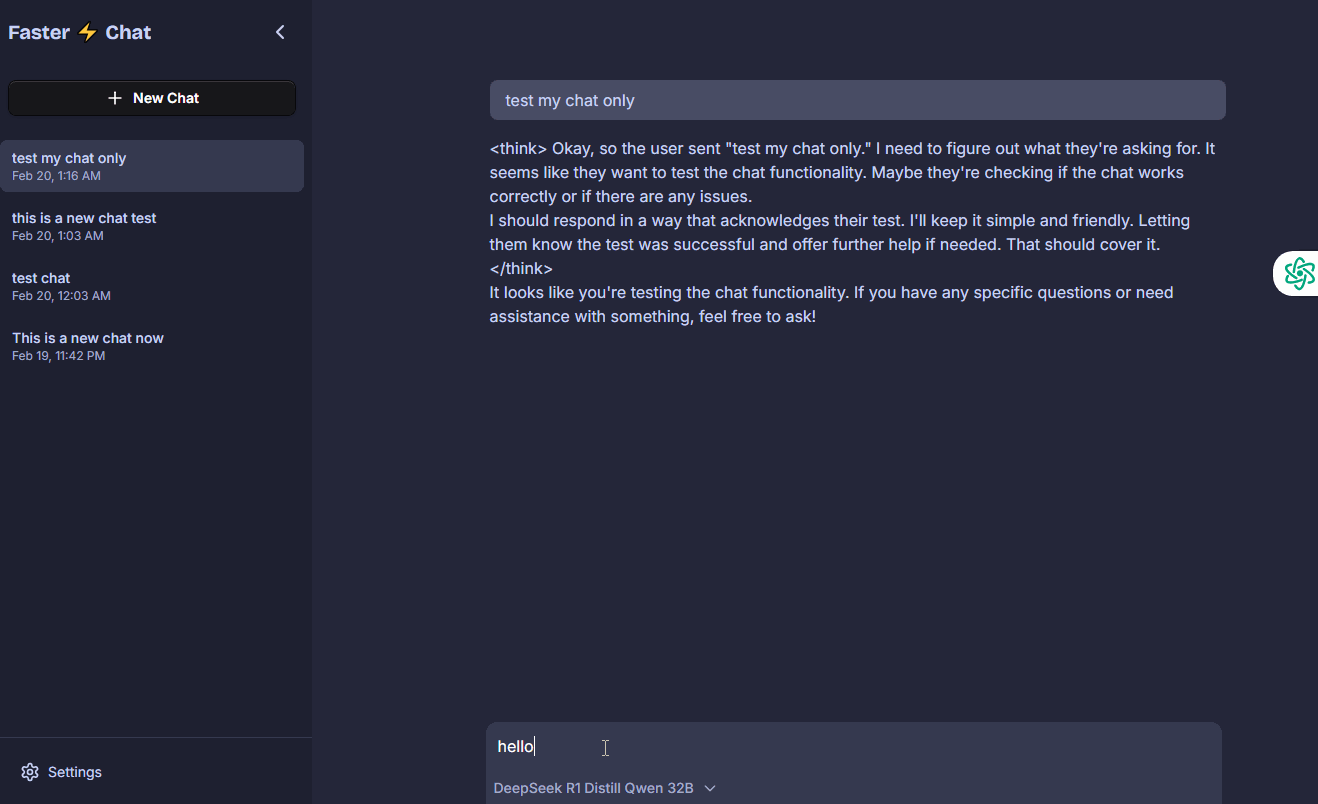 Faster ⚡ Chat
New Chat
test my chat only
Feb 20, 1:16 AM
this is a new chat test
Feb 20, 1:03 AM
test chat
Feb 20, 12:03 AM
This is a new chat now
Feb 19, 11:42 PM
Settings
test my chat only
<think> Okay, so the user sent "test my chat only." I need to figure out what they're asking for. It
seems like they want to test the chat functionality. Maybe they're checking if the chat works
correctly or if there are any issues.
I should respond in a way that acknowledges their test. I'll keep it simple and friendly. Letting
them know the test was successful and offer further help if needed. That should cover it.
</think>
It looks like you're testing the chat functionality. If you have any specific questions or need
assistance with something, feel free to ask!
hello
DeepSeek R1 Distill Qwen 32B